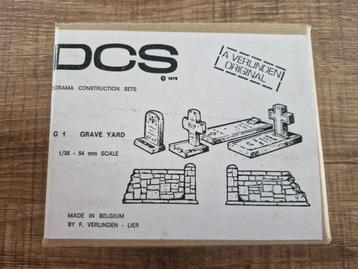 DCS
© 1978
A VERLINDEN
ORIGINAL
DIORAMA CONSTRUCTION SETS
G 1 GRAVE YARD
1/35 - 54 mm SCALE
MADE IN BELGIUM
BY F. VERLINDEN - LIER